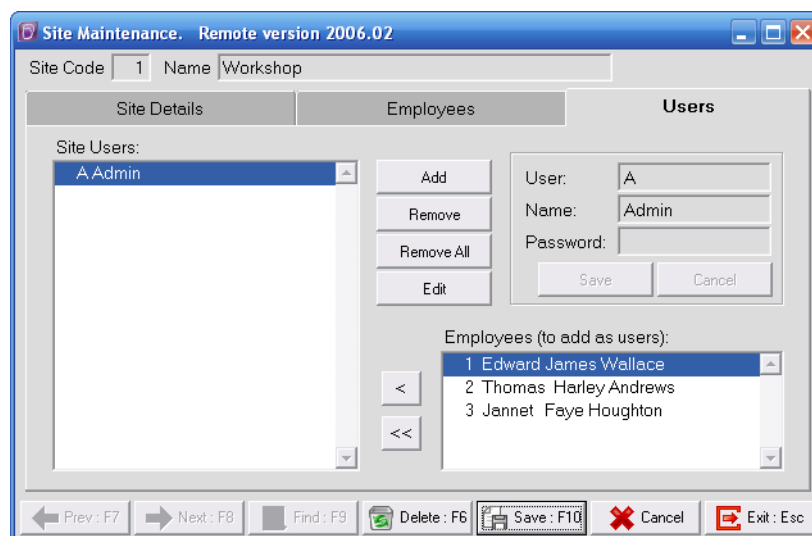 Site Maintenance. Remote version 2006.02
Site Code 1 Name Workshop
Site Details Employees Users
Site Users:
A Admin
Add
Remove
Remove All
Edit
User: A
Name: Admin
Password:
Save Cancel
Employees (to add as users):
1 Edward James Wallace
2 Thomas Harley Andrews
3 Jannet Faye Houghton
<
<<
Prev : F7 Next : F8 Find : F9 Delete : F6 Save : F10 Cancel Exit : Esc